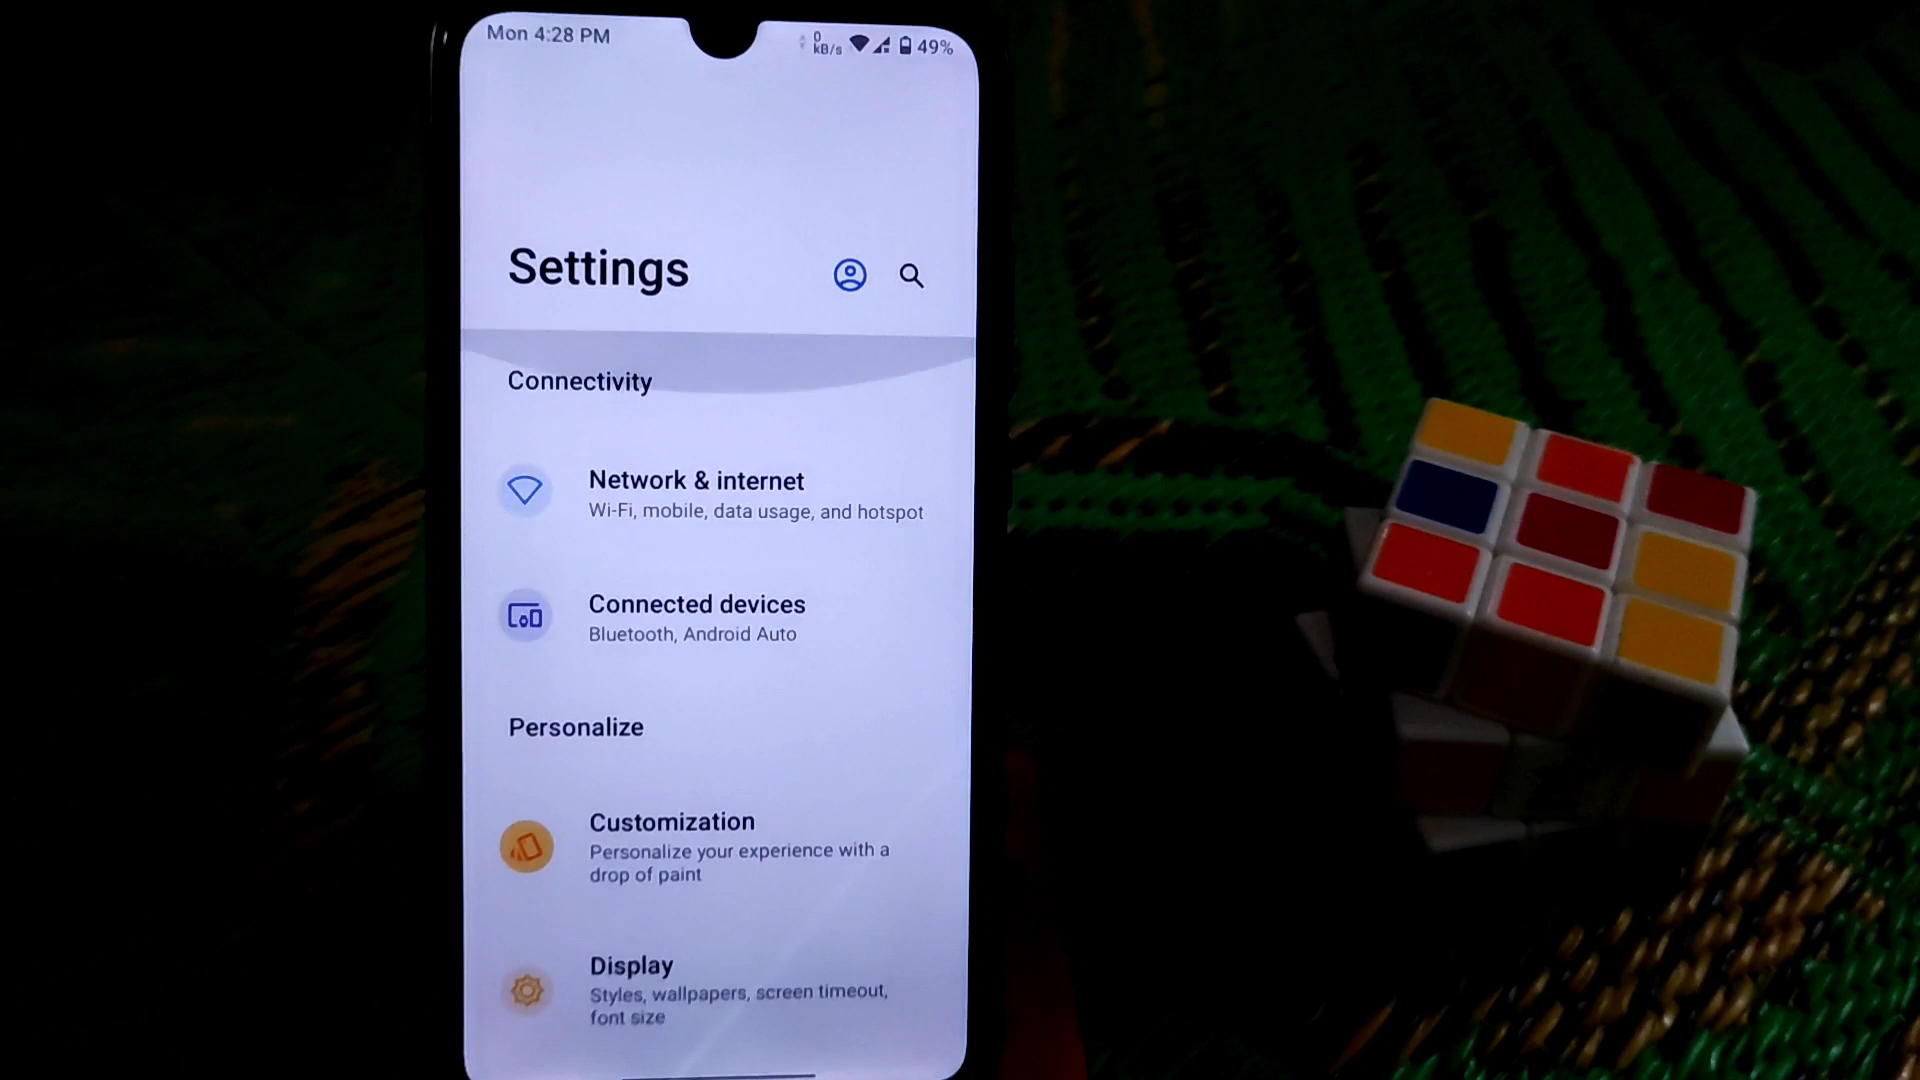 Mon 4:28 PM
0
kB/s
49%
Settings
Connectivity
Network & internet
Wi-Fi, mobile, data usage, and hotspot
Connected devices
Bluetooth, Android Auto
Personalize
Customization
Personalize your experience with a
drop of paint
Display
Styles, wallpapers, screen timeout,
font size